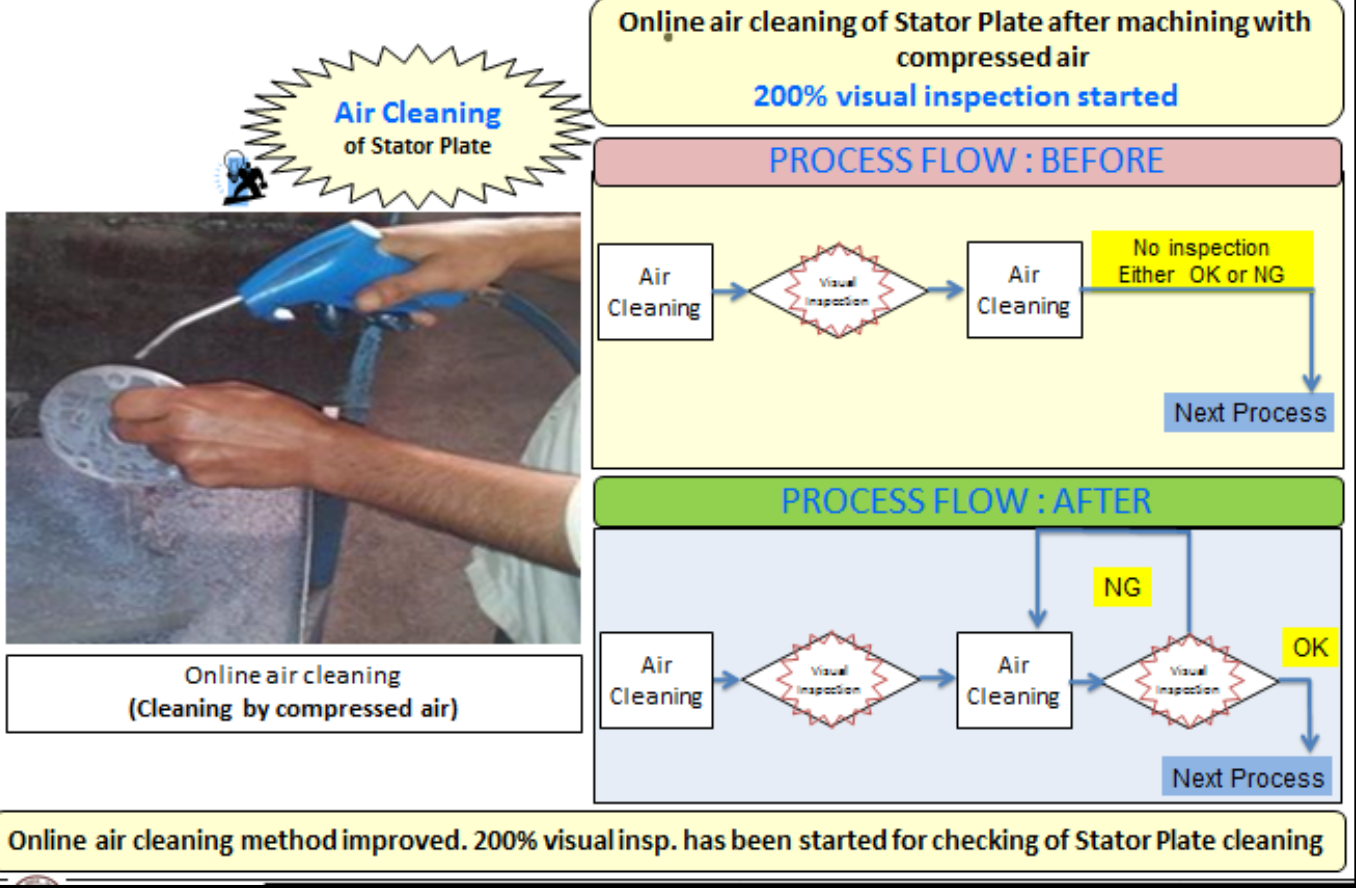 Online air cleaning of Stator Plate after machining with
compressed air
200% visual inspection started
Air Cleaning
of Stator Plate
PROCESS FLOW : BEFORE
Air
Cleaning
Visual
Inspection
Air
Cleaning
No inspection
Either OK or NG
Next Process
PROCESS FLOW : AFTER
NG
OK
Air
Cleaning
Visual
Inspection
Air
Cleaning
Visual
Inspection
Next Process
Online air cleaning
(Cleaning by compressed air)
Online air cleaning method improved. 200% visual insp. has been started for checking of Stator Plate cleaning